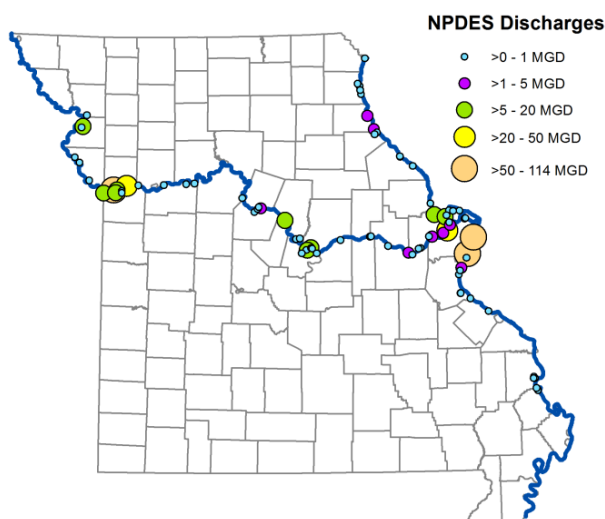 NPDES Discharges
>0 - 1 MGD
>1 - 5 MGD
>5 - 20 MGD
>20 - 50 MGD
>50 - 114 MGD